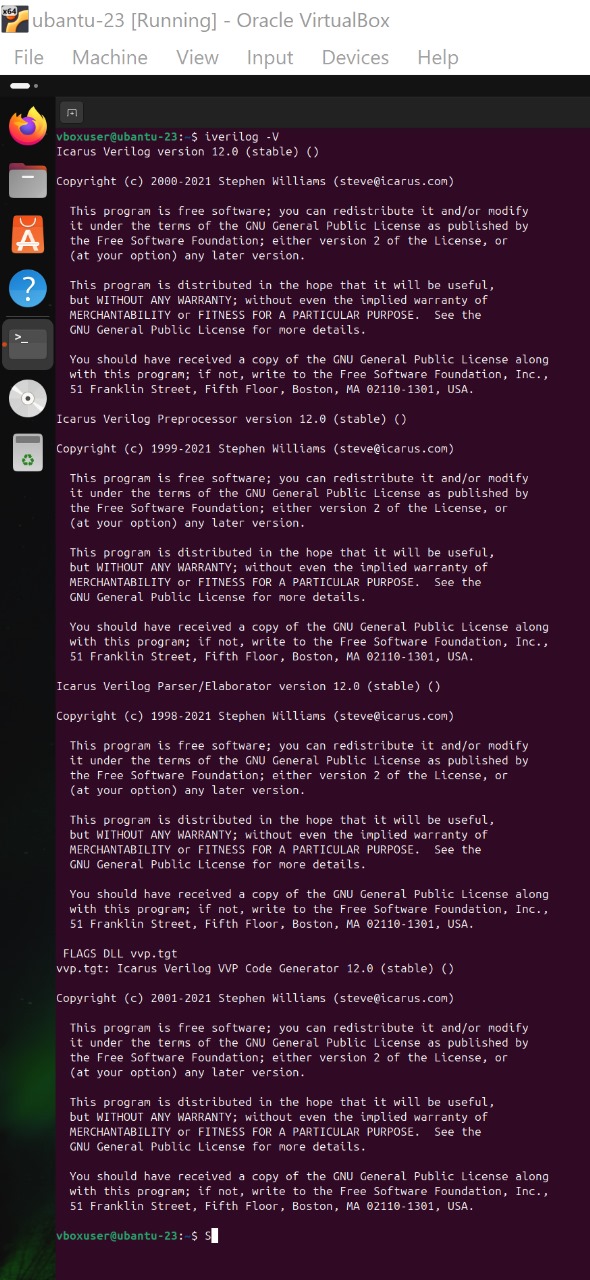 x64
ubantu-23 [Running] - Oracle VirtualBox
File Machine View Input Devices Help
vboxuser@ubantu-23:~$ iverilog -V
Icarus Verilog version 12.0 (stable) ()
Copyright (c) 2000-2021 Stephen Williams (steve@icarus.com)
This program is free software; you can redistribute it and/or modify
it under the terms of the GNU General Public License as published by
the Free Software Foundation; either version 2 of the License, or
(at your option) any later version.
This program is distributed in the hope that it will be useful,
but WITHOUT ANY WARRANTY; without even the implied warranty of
MERCHANTABILITY or FITNESS FOR A PARTICULAR PURPOSE.  See the
GNU General Public License for more details.
You should have received a copy of the GNU General Public License along
with this program; if not, write to the Free Software Foundation, Inc.,
51 Franklin Street, Fifth Floor, Boston, MA 02110-1301, USA.
Icarus Verilog Preprocessor version 12.0 (stable) ()
Copyright (c) 1999-2021 Stephen Williams (steve@icarus.com)
This program is free software; you can redistribute it and/or modify
it under the terms of the GNU General Public License as published by
the Free Software Foundation; either version 2 of the License, or
(at your option) any later version.
This program is distributed in the hope that it will be useful,
but WITHOUT ANY WARRANTY; without even the implied warranty of
MERCHANTABILITY or FITNESS FOR A PARTICULAR PURPOSE.  See the
GNU General Public License for more details.
You should have received a copy of the GNU General Public License along
with this program; if not, write to the Free Software Foundation, Inc.,
51 Franklin Street, Fifth Floor, Boston, MA 02110-1301, USA.
Icarus Verilog Parser/Elaborator version 12.0 (stable) ()
Copyright (c) 1998-2021 Stephen Williams (steve@icarus.com)
This program is free software; you can redistribute it and/or modify
it under the terms of the GNU General Public License as published by
the Free Software Foundation; either version 2 of the License, or
(at your option) any later version.
This program is distributed in the hope that it will be useful,
but WITHOUT ANY WARRANTY; without even the implied warranty of
MERCHANTABILITY or FITNESS FOR A PARTICULAR PURPOSE.  See the
GNU General Public License for more details.
You should have received a copy of the GNU General Public License along
with this program; if not, write to the Free Software Foundation, Inc.,
51 Franklin Street, Fifth Floor, Boston, MA 02110-1301, USA.
FLAGS DLL vvp.tgt
vvp.tgt: Icarus Verilog VVP Code Generator 12.0 (stable) ()
Copyright (c) 2001-2021 Stephen Williams (steve@icarus.com)
This program is free software; you can redistribute it and/or modify
it under the terms of the GNU General Public License as published by
the Free Software Foundation; either version 2 of the License, or
(at your option) any later version.
This program is distributed in the hope that it will be useful,
but WITHOUT ANY WARRANTY; without even the implied warranty of
MERCHANTABILITY or FITNESS FOR A PARTICULAR PURPOSE.  See the
GNU General Public License for more details.
You should have received a copy of the GNU General Public License along
with this program; if not, write to the Free Software Foundation, Inc.,
51 Franklin Street, Fifth Floor, Boston, MA 02110-1301, USA.
vboxuser@ubantu-23:~$ S